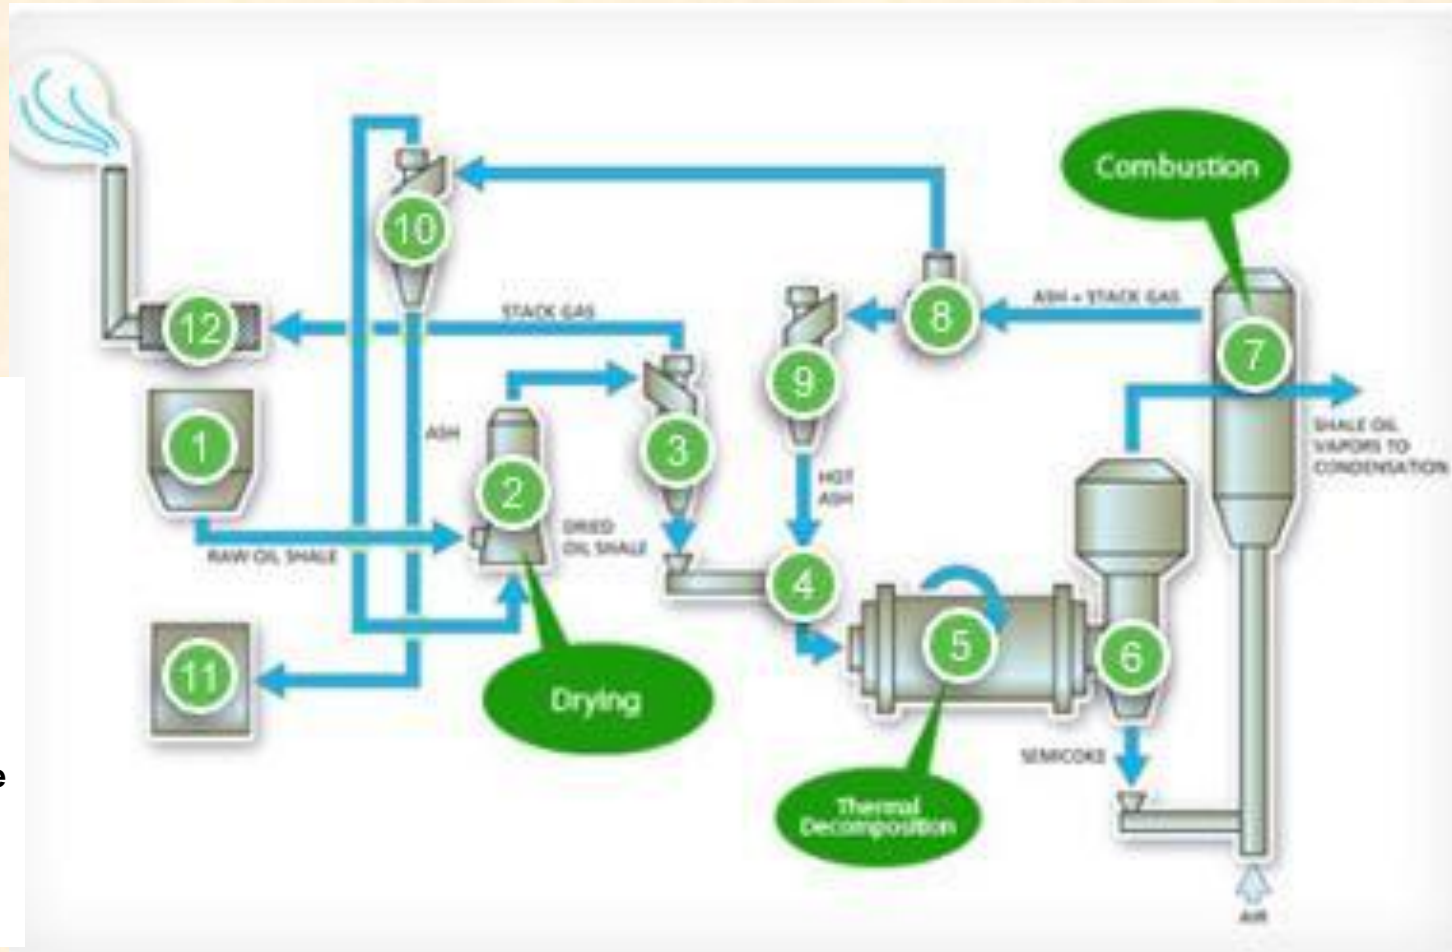 Combustion
10
ASH + STACK GAS
8
STACK GAS
12
7
9
1
ASH
3
SHALE OIL
VAPORS TO
CONDENSATION
2
HOT
ASH
DRIED
OIL SHALE
RAW OIL SHALE
4
5
6
11
Drying
SEMICOKE
e
Thermal
Decomposition
AIR